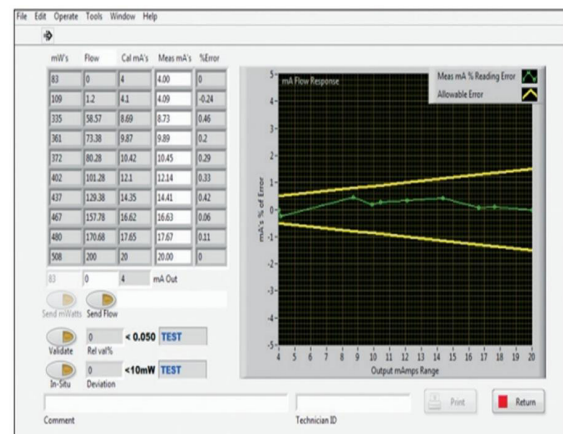 File Edit Operate Tools Window Help
mW's Flow Cal mA's Meas mA's %Error
83 0 4 4.00 0
109 1.2 4.1 4.09 -0.24
335 58.57 8.69 8.73 0.46
361 73.38 9.87 9.89 0.2
372 80.28 10.42 10.45 0.29
402 101.28 12.1 12.14 0.33
437 129.38 14.35 14.41 0.42
467 157.78 16.62 16.63 0.06
480 170.68 17.65 17.67 0.11
508 200 20 20.00 0
83 0 4 mA Out
Send mWatts Send Flow
0 < 0.050 TEST
Validate Rel val%
0 <10mW TEST
In-Situ Deviation
mA Flow Response
Meas mA % Reading Error
Allowable Error
mA's % of Error
5
4
3
2
1
0
-1
-2
-3
-4
-5
4 5 6 7 8 9 10 11 12 13 14 15 16 17 18 19 20
Output mAmps Range
Print Return
Comment Technician ID